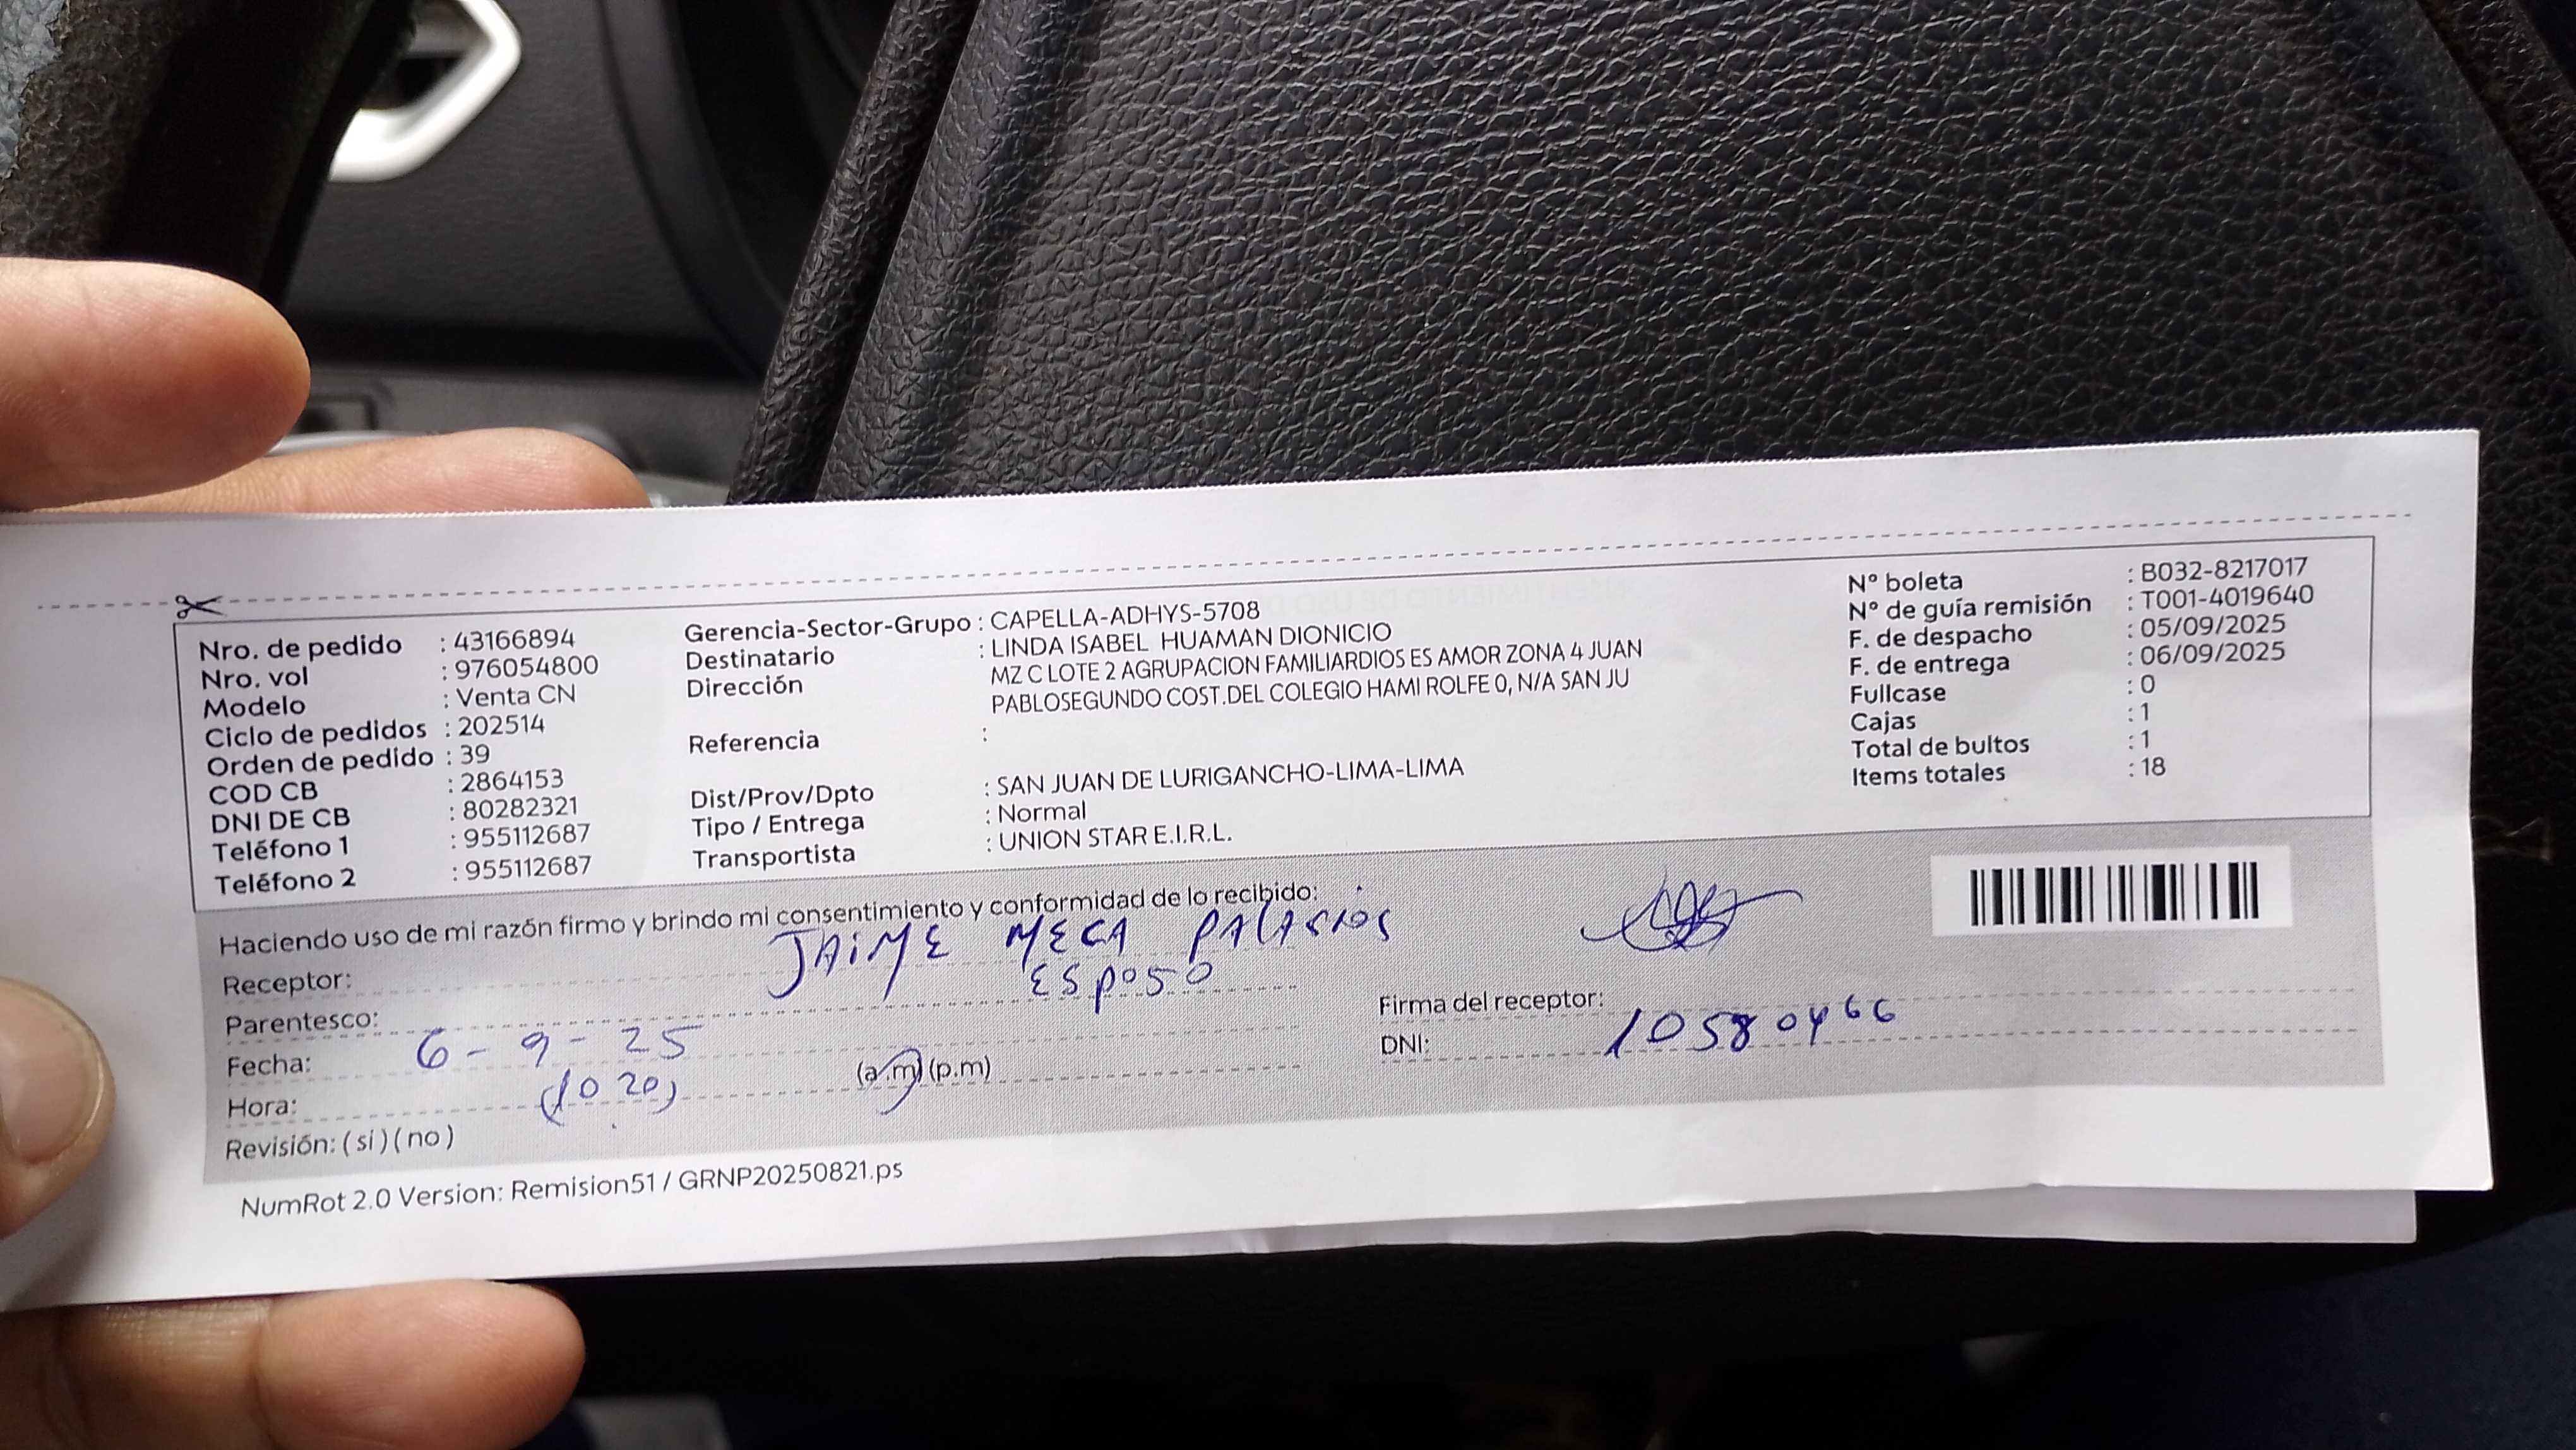 Nro. de pedido : 43166894
Nro. vol : 976054800
Modelo : Venta CN
Ciclo de pedidos : 202514
Orden de pedido : 39
COD CB : 2864153
DNI DE CB : 80282321
Teléfono 1 : 955112687
Teléfono 2 : 955112687
Gerencia-Sector-Grupo : CAPELLA-ADHYS-5708
Destinatario : LINDA ISABEL HUAMAN DIONICIO
Dirección MZ C LOTE 2 AGRUPACION FAMILIARDIOS ES AMOR ZONA 4 JUAN
PABLOSEGUNDO COST.DEL COLEGIO HAMI ROLFE 0, N/A SAN JU
Referencia :
Dist/Prov/Dpto : SAN JUAN DE LURIGANCHO-LIMA-LIMA
Tipo / Entrega : Normal
Transportista : UNION STAR E.I.R.L.
N° boleta : B032-8217017
N° de guía remisión : T001-4019640
F. de despacho : 05/09/2025
F. de entrega : 06/09/2025
Fullcase : 0
Cajas : 1
Total de bultos : 1
Items totales : 18
Haciendo uso de mi razón firmo y brindo mi consentimiento y conformidad de lo recibido:
Receptor: JAIME MECA PALASIOS
Parentesco: ESPOSO
Fecha: 6-9-25
Hora: (10 20) (a.m) (p.m)
Revisión: ( si ) ( no )
Firma del receptor:
DNI: 10580466
NumRot 2.0 Version: Remision51 / GRNP20250821.ps